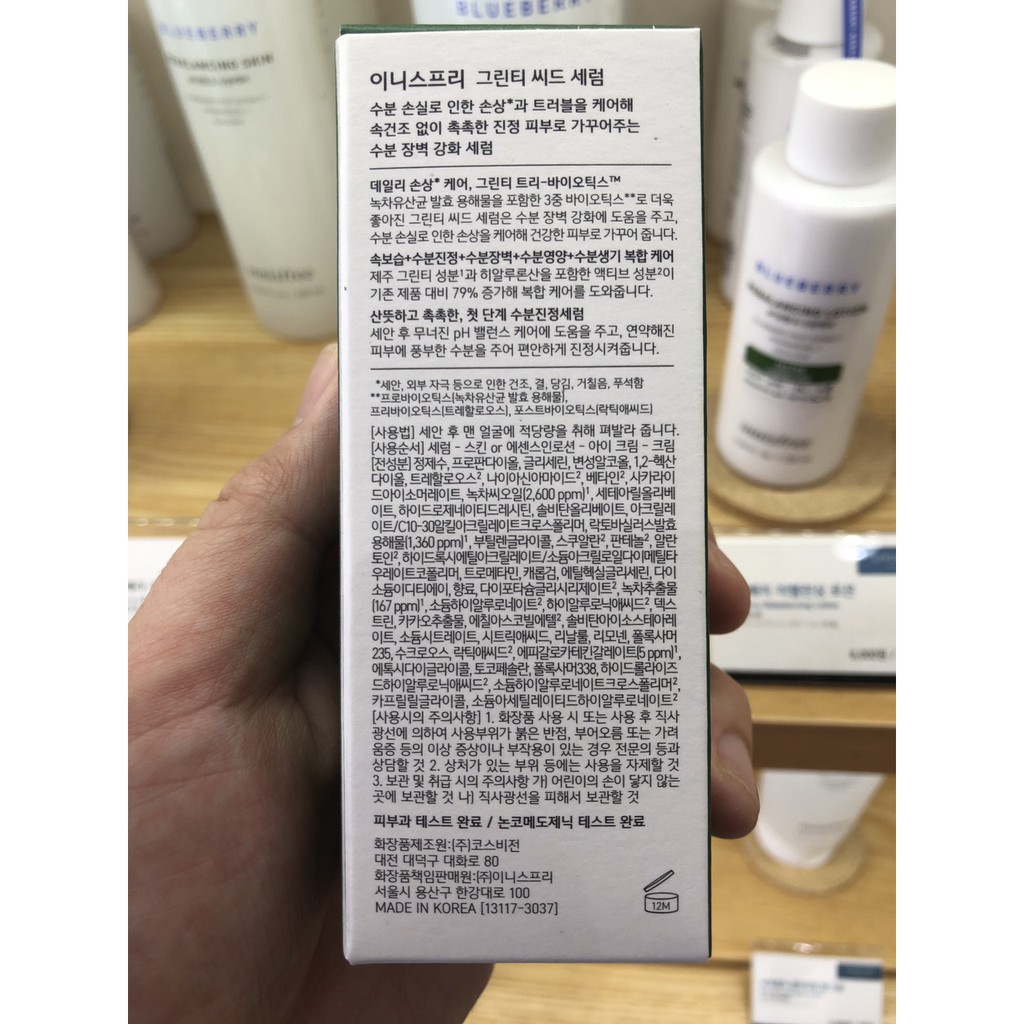 BLUEBERRY
BLUEBERRY
이니스프리 그린티 씨드 세럼
수분 손실로 인한 손상*과 트러블을 케어해
속건조 없이 촉촉한 진정 피부로 가꾸어주는
수분 장벽 강화 세럼
데일리 손상* 케어, 그린티 트리-바이오틱스™
녹차유산균 발효 용해물을 포함한 3중 바이오틱스**로 더욱
좋아진 그린티 씨드 세럼은 수분 장벽 강화에 도움을 주고,
수분 손실로 인한 손상을 케어해 건강한 피부로 가꾸어 줍니다.
속보습+수분진정+수분장벽+수분영양+수분생기 복합 케어
제주 그린티 성분¹과 히알루론산을 포함한 액티브 성분²이
기존 제품 대비 79% 증가해 복합 케어를 도와줍니다.
산뜻하고 촉촉한, 첫 단계 수분진정세럼
세안 후 무너진 pH 밸런스 케어에 도움을 주고, 연약해진
피부에 풍부한 수분을 주어 편안하게 진정시켜줍니다.
*세안, 외부 자극 등으로 인한 건조, 결, 당김, 거칠음, 푸석함
**프로바이오틱스(녹차유산균 발효 용해물),
프리바이오틱스(트레할로오스), 포스트바이오틱스(락틱애씨드)
[사용법] 세안 후 맨 얼굴에 적당량을 취해 펴발라 줍니다.
[사용순서] 세럼 - 스킨 or 에센스인로션 - 아이 크림 - 크림
[전성분] 정제수, 프로판다이올, 글리세린, 변성알코올, 1,2-헥산
다이올, 트레할로오스², 나이아신아마이드², 베타인², 사카라이
드아이소머레이트, 녹차씨오일(2,600 ppm)¹, 세테아릴올리베
이트, 하이드로제네이티드레시틴, 솔비탄올리베이트, 아크릴레
이트/C10-30알킬아크릴레이트크로스폴리머, 락토바실러스발효
용해물(1,360 ppm)¹, 부틸렌글라이콜, 스쿠알란², 판테놀², 알란
토인², 하이드록시에틸아크릴레이트/소듐아크릴로일다이메틸타
우레이트코폴리머, 트로메타민, 캐롭검, 에틸헥실글리세린, 다이
소듐이디티에이, 향료, 다이포타슘글리시리제이트², 녹차추출물
(167 ppm)¹, 소듐하이알루로네이트², 하이알루로닉애씨드², 덱스
트린, 카카오추출물, 에칠아스코빌에텔², 솔비탄아이소스테아레
이트, 소듐시트레이트, 시트릭애씨드, 리날룰, 리모넨, 폴록사머
235, 수크로오스, 락틱애씨드², 에피갈로카테킨갈레이트(5 ppm)¹,
에톡시다이글라이콜, 토코페솔란, 폴록사머338, 하이드롤라이즈
드하이알루로닉애씨드², 소듐하이알루로네이트크로스폴리머²,
카프릴릴글라이콜, 소듐아세틸레이티드하이알루로네이트²
[사용시의 주의사항] 1. 화장품 사용 시 또는 사용 후 직사
광선에 의하여 사용부위가 붉은 반점, 부어오름 또는 가려
움증 등의 이상 증상이나 부작용이 있는 경우 전문의 등과
상담할 것 2. 상처가 있는 부위 등에는 사용을 자제할 것
3. 보관 및 취급 시의 주의사항 가) 어린이의 손이 닿지 않는
곳에 보관할 것 나) 직사광선을 피해서 보관할 것
피부과 테스트 완료 / 논코메도제닉 테스트 완료
화장품제조원:(주)코스비전
대전 대덕구 대화로 80
화장품책임판매원:(주)이니스프리
서울시 용산구 한강대로 100
MADE IN KOREA [13117-3037]
12M
BLUEBERRY
REBALANCING LOTION